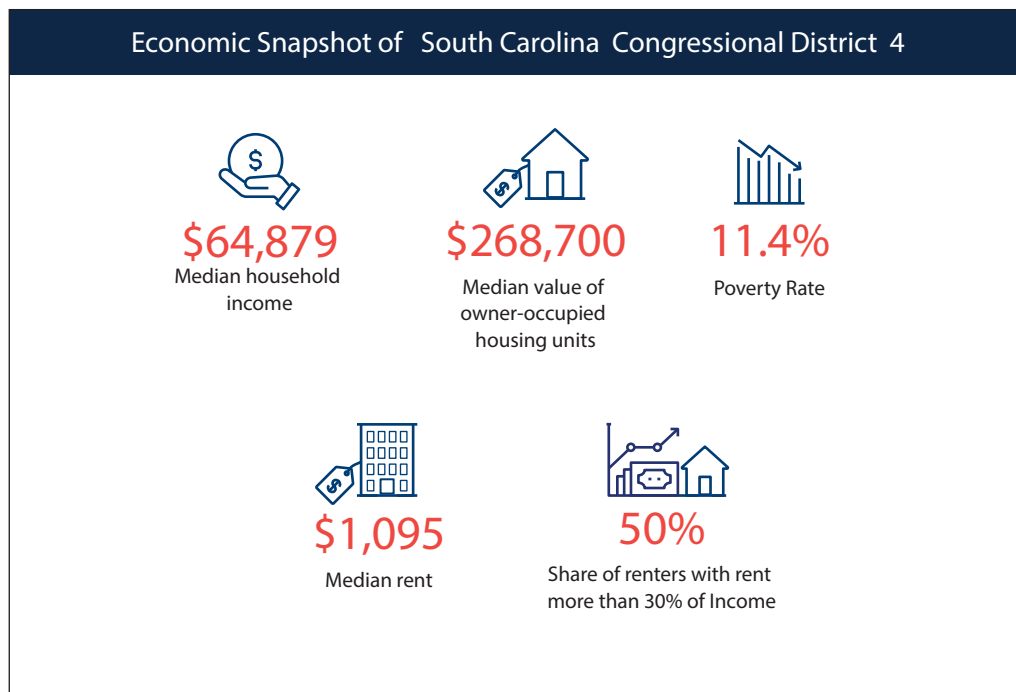 Economic Snapshot of South Carolina Congressional District 4
$
$
$64,879
Median household
income
$268,700
Median value of
owner-occupied
housing units
11.4%
Poverty Rate
$
$1,095
Median rent
50%
Share of renters with rent
more than 30% of Income